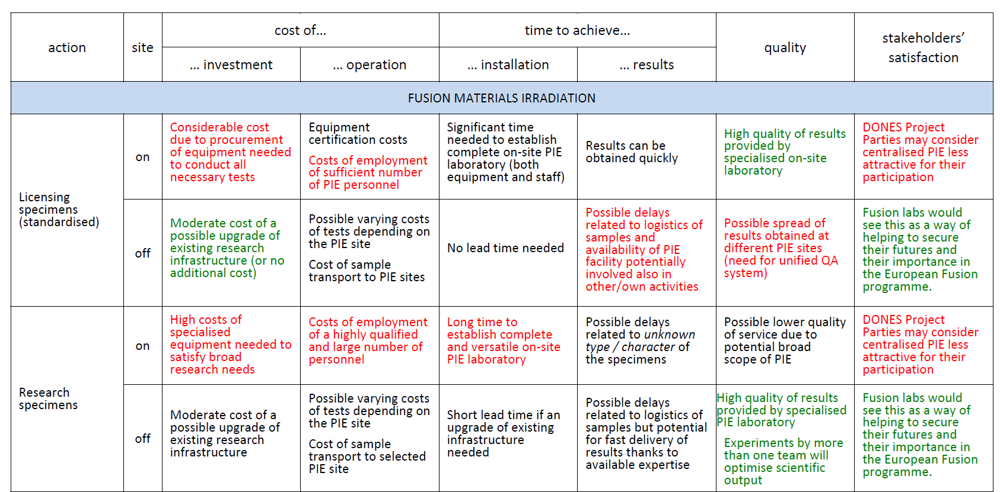 action
site
cost of...
time to achieve...
quality
stakeholders'
satisfaction
... investment
... operation
... installation
... results
FUSION MATERIALS IRRADIATION
Licensing
specimens
(standardised)
on
Considerable cost
due to procurement
of equipment needed
to conduct all
necessary tests
Equipment
certification costs
Costs of employment
of sufficient number
of PIE personnel
Significant time
needed to establish
complete on-site PIE
laboratory (both
equipment and staff)
Results can be
obtained quickly
High quality of results
provided by
specialised on-site
laboratory
DONES Project
Parties may consider
centralised PIE less
attractive for their
participation
off
Moderate cost of a
possible upgrade of
existing research
infrastructure (or no
additional cost)
Possible varying costs
of tests depending on
the PIE site
Cost of sample
transport to PIE sites
No lead time needed
Possible delays
related to logistics of
samples and
availability of PIE
facility potentially
involved also in
other/own activities
Possible spread of
results obtained at
different PIE sites
(need for unified QA
system)
Fusion labs would
see this as a way of
helping to secure
their futures and
their importance in
the European Fusion
programme.
Research
specimens
on
High costs of
specialised
equipment needed to
satisfy broad
research needs
Costs of employment
of a highly qualified
and large number of
personnel
Long time to
establish complete
and versatile on-site
PIE laboratory
Possible delays
related to unknown
type / character of
the specimens
Possible lower quality
of service due to
potential broad
scope of PIE
DONES Project
Parties may consider
centralised PIE less
attractive for their
participation
off
Moderate cost of a
possible upgrade of
existing research
infrastructure
Possible varying costs
of tests depending on
the PIE site
Cost of sample
transport to selected
PIE site
Short lead time if an
upgrade of existing
infrastructure
needed
Possible delays
related to logistics of
samples but potential
for fast delivery of
results thanks to
available expertise
High quality of results
provided by specialised
PIE laboratory
Experiments by more
than one team will
optimise scientific
output
Fusion labs would
see this as a way of
helping to secure
their futures and
their importance in
the European Fusion
programme.